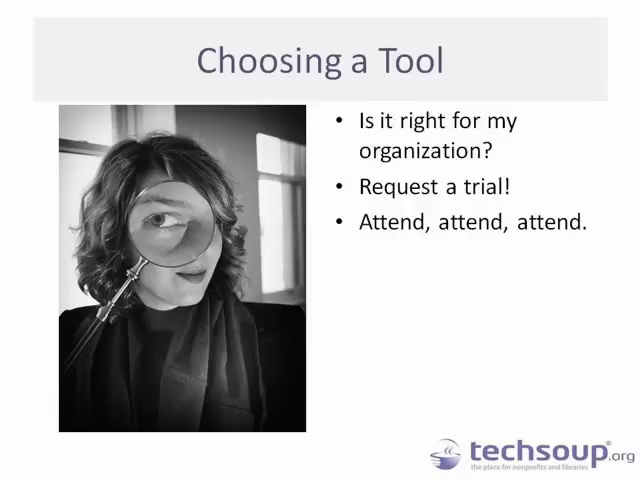 Choosing a Tool
• Is it right for my
organization?
• Request a trial!
• Attend, attend, attend.
techsoup®.org
the place for nonprofits and libraries